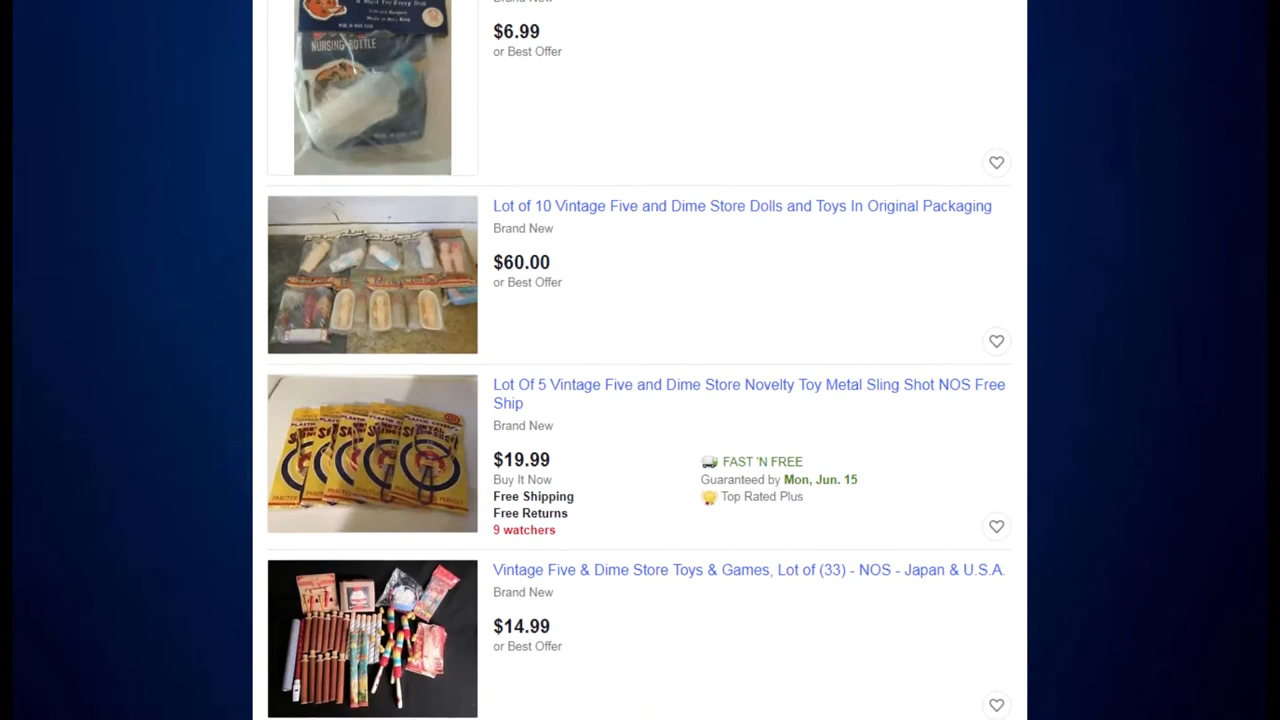 NURSING BOTTLE
$6.99
or Best Offer
Lot of 10 Vintage Five and Dime Store Dolls and Toys In Original Packaging
Brand New
$60.00
or Best Offer
Lot Of 5 Vintage Five and Dime Store Novelty Toy Metal Sling Shot NOS Free
Ship
Brand New
$19.99
FAST 'N FREE
Buy It Now
Guaranteed by Mon, Jun. 15
Free Shipping
Top Rated Plus
Free Returns
9 watchers
Vintage Five & Dime Store Toys & Games, Lot of (33) - NOS - Japan & U.S.A.
Brand New
$14.99
or Best Offer